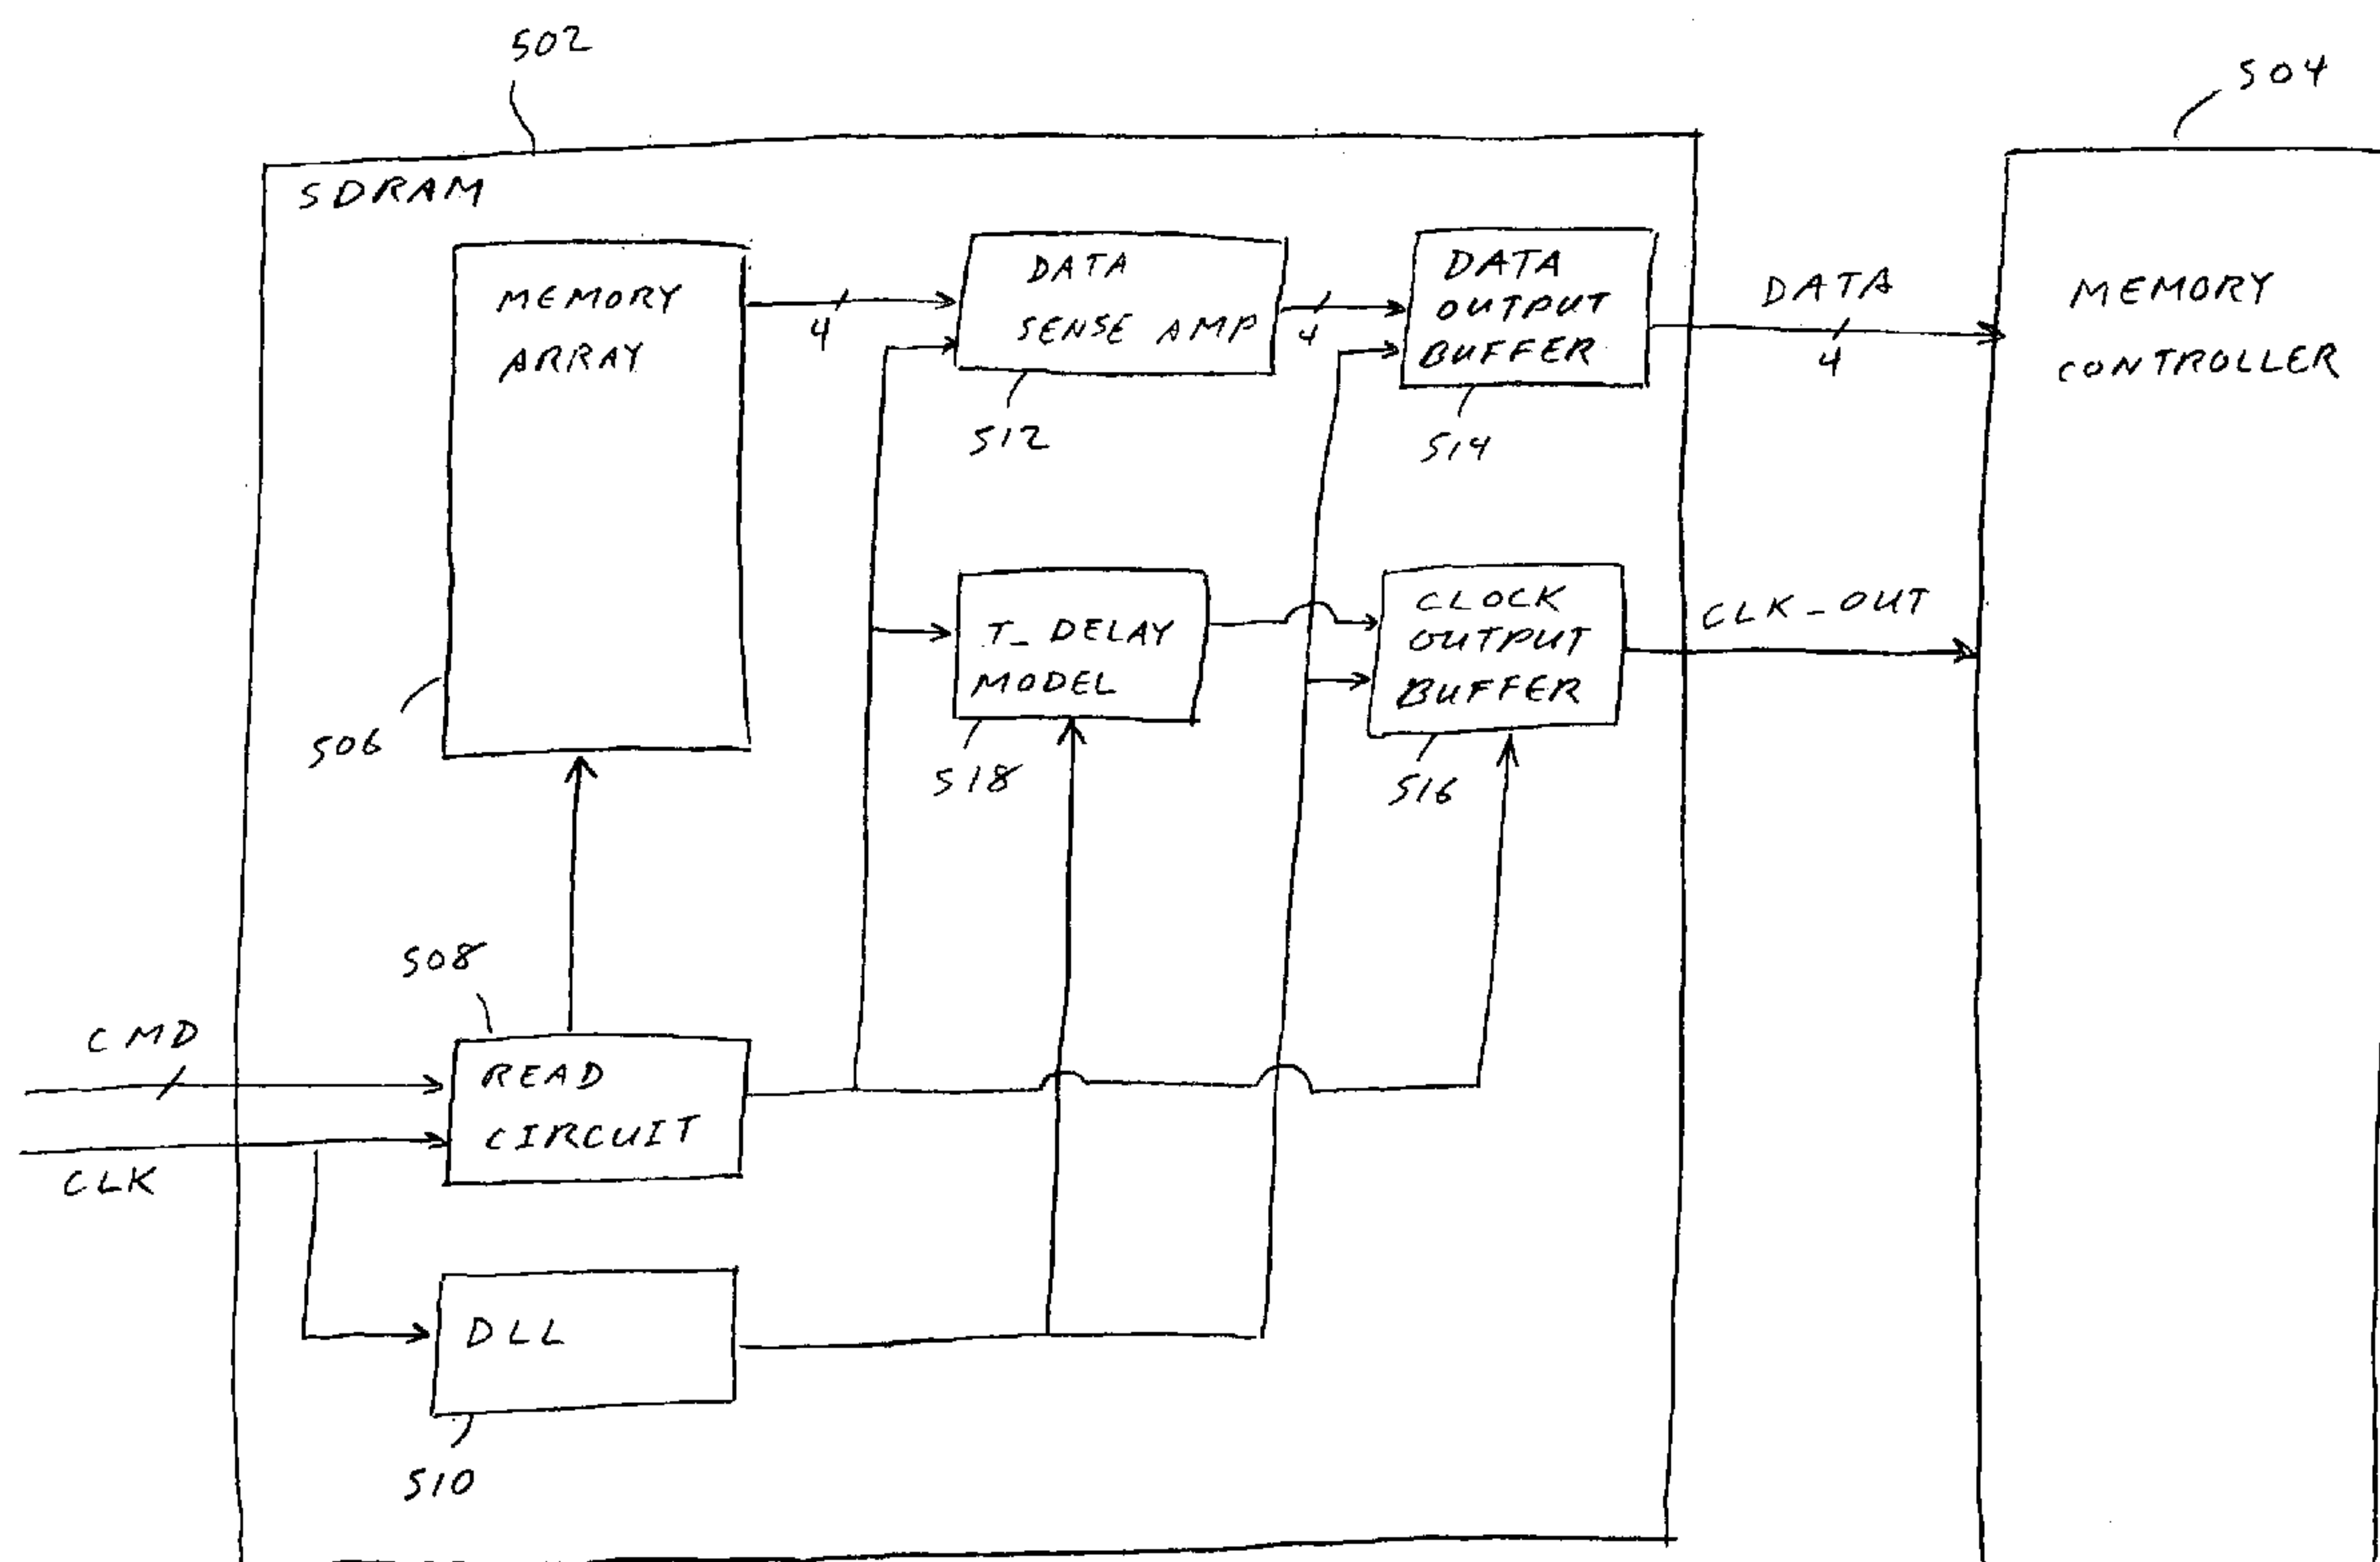 502
504
SDRAM
MEMORY
ARRAY
4
DATA
SENSE AMP
4
DATA
OUTPUT
BUFFER
DATA
4
MEMORY
CONTROLLER
512
514
T_DELAY
MODEL
CLOCK
OUTPUT
BUFFER
CLK_OUT
506
518
516
508
CMD
READ
CIRCUIT
CLK
DLL
510